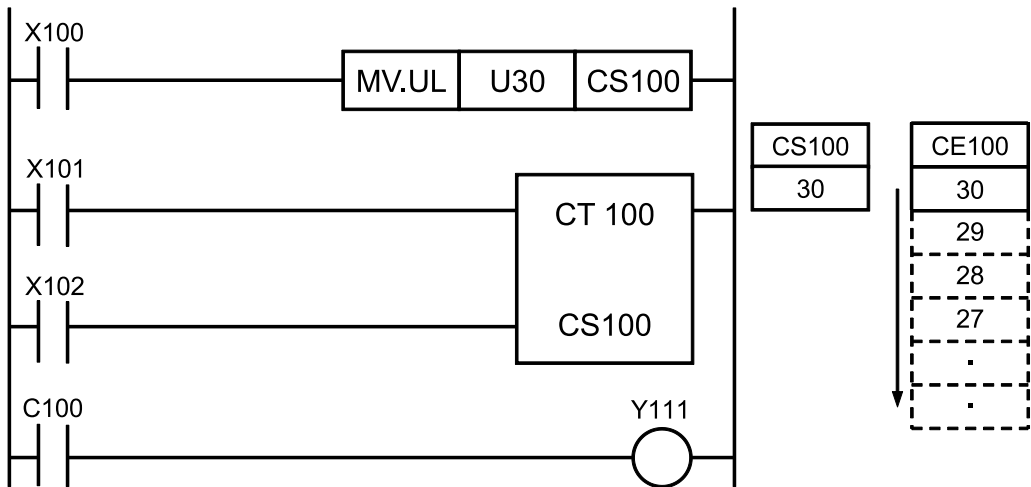 X100
MV.UL U30 CS100
X101
CT 100
X102
CS100
C100
Y111
CS100
30
CE100
30
29
28
27
.
.